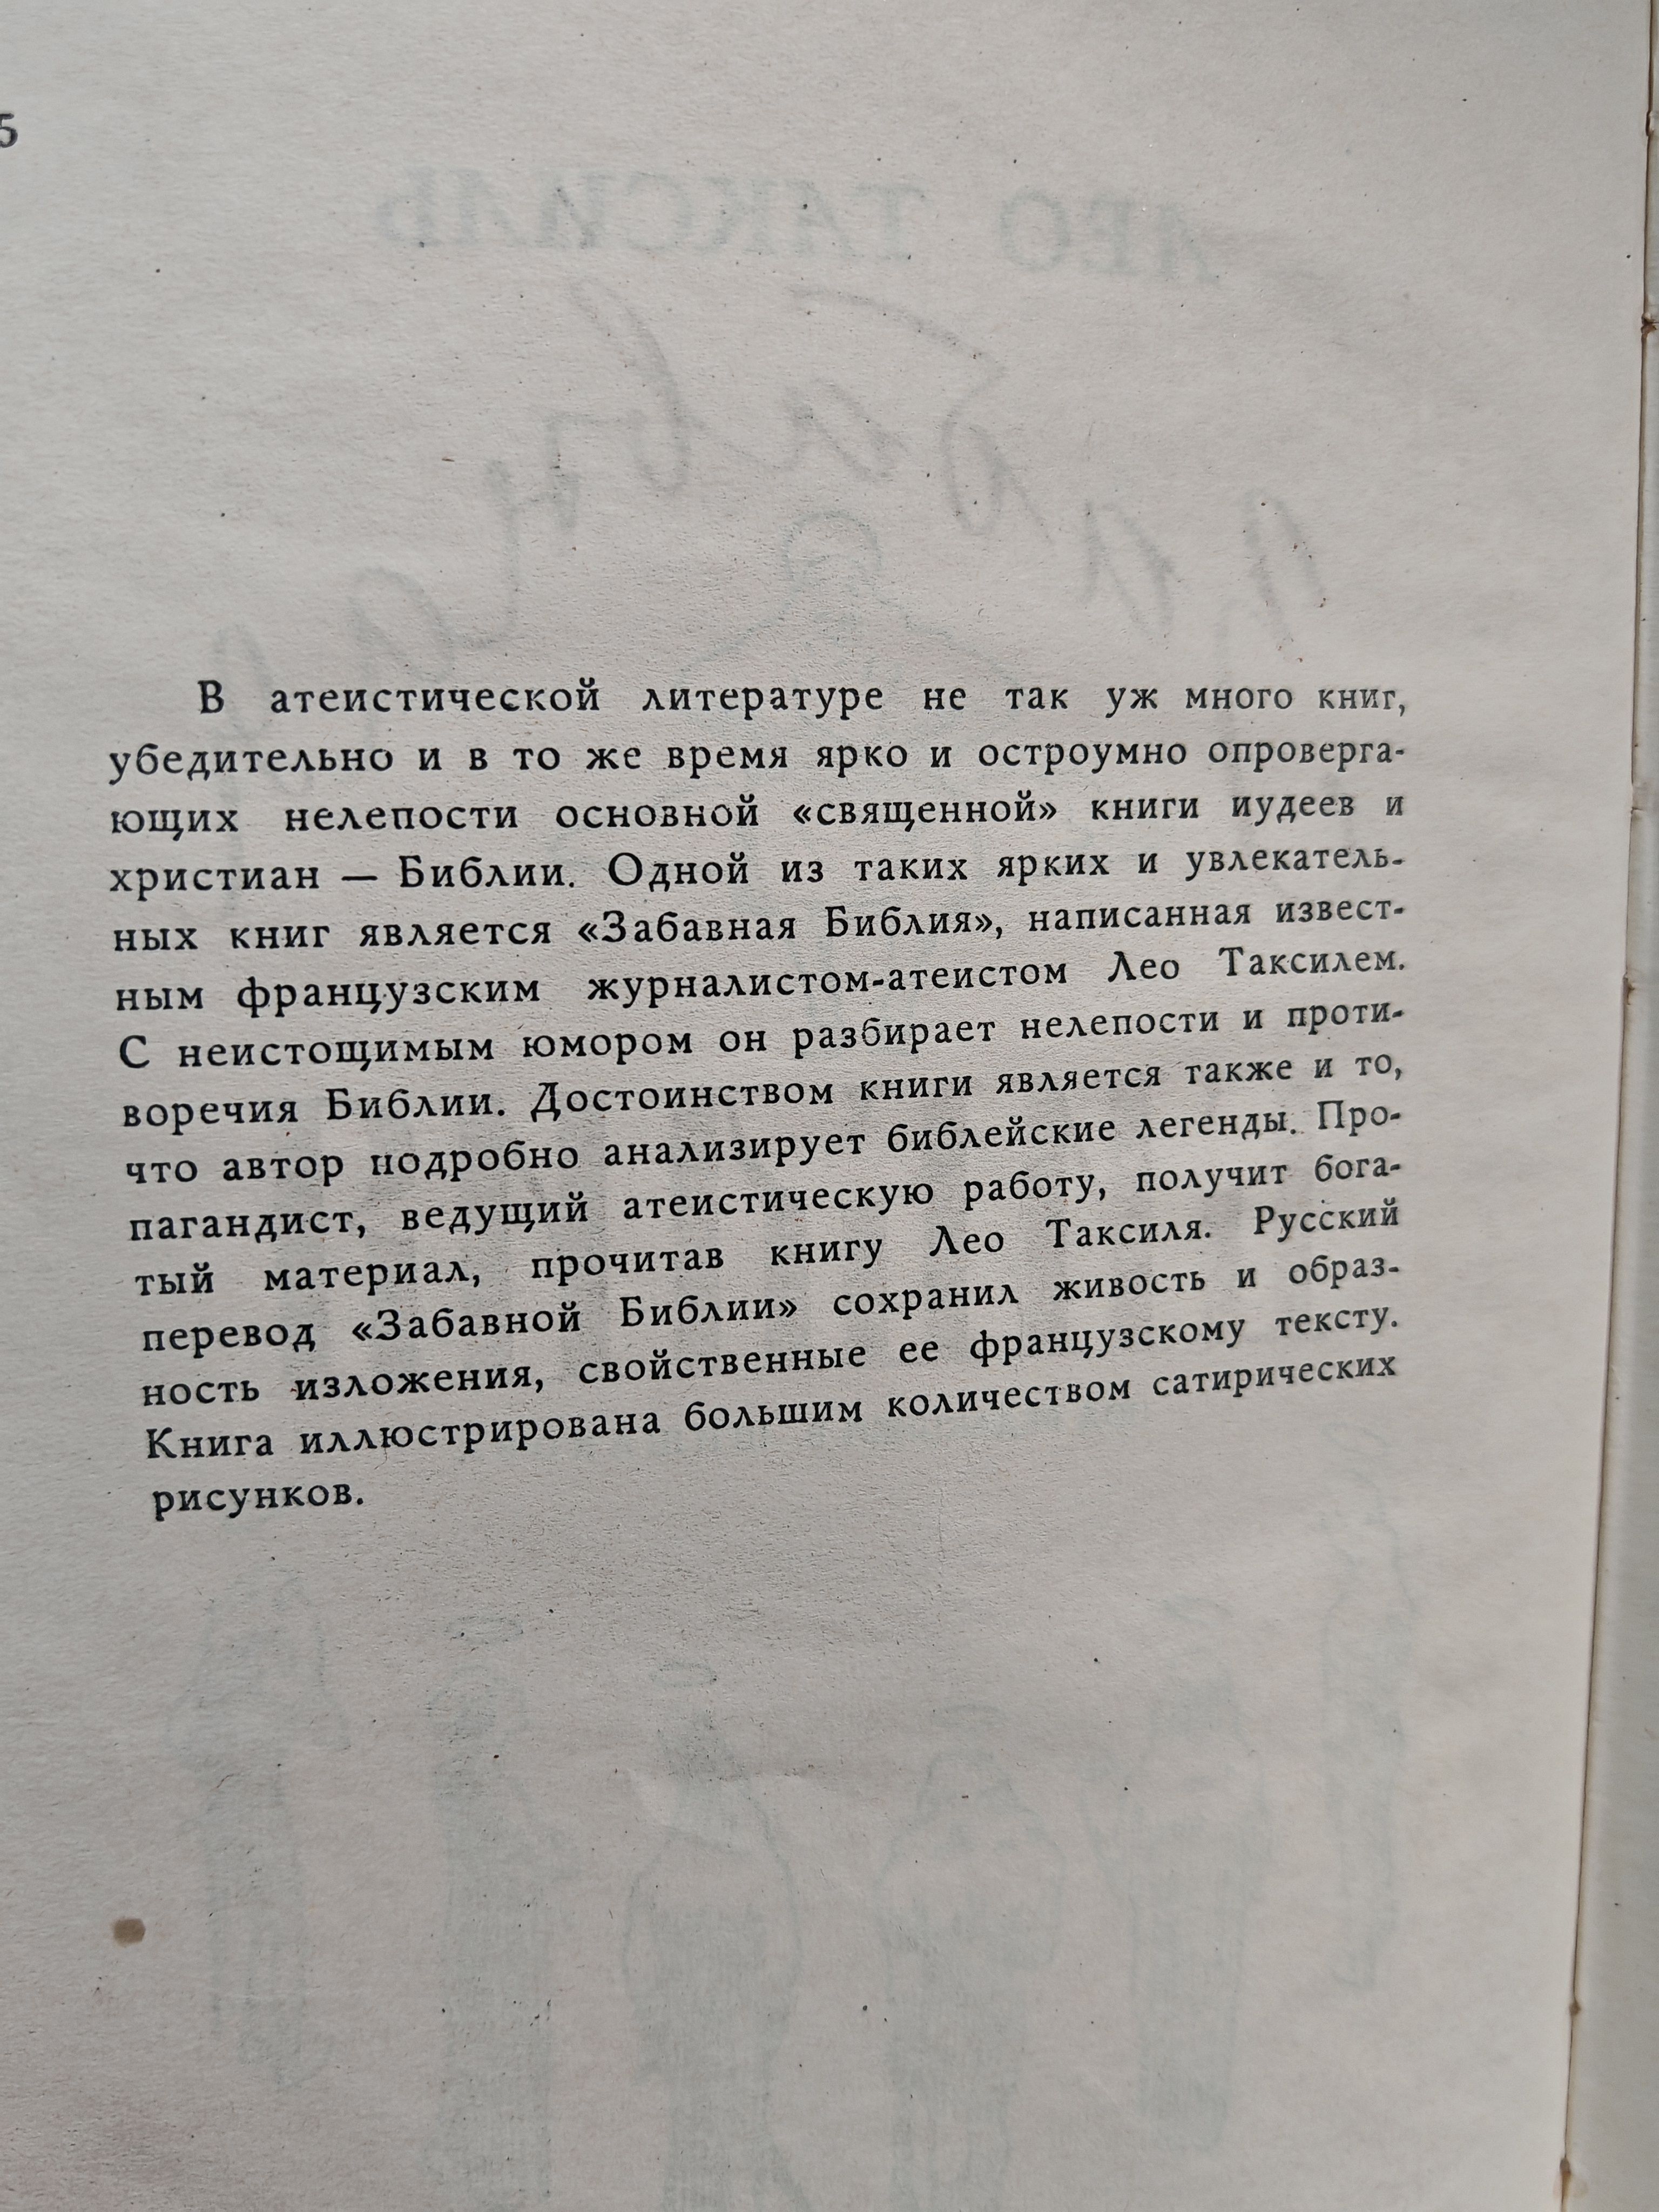 5
В атеистической литературе не так уж много книг,
убедительно и в то же время ярко и остроумно опроверга-
ющих нелепости основной «священной» книги иудеев и
христиан — Библии. Одной из таких ярких и увлекатель-
ных книг является «Забавная Библия», написанная извест-
ным французским журналистом-атеистом Лео Таксилем.
С неистощимым юмором он разбирает нелепости и проти-
воречия Библии. Достоинством книги является также и то,
что автор подробно анализирует библейские легенды. Про-
пагандист, ведущий атеистическую работу, получит бога-
тый материал, прочитав книгу Лео Таксиля. Русский
перевод «Забавной Библии» сохранил живость и образ-
ность изложения, свойственные ее французскому тексту.
Книга иллюстрирована большим количеством сатирических
рисунков.